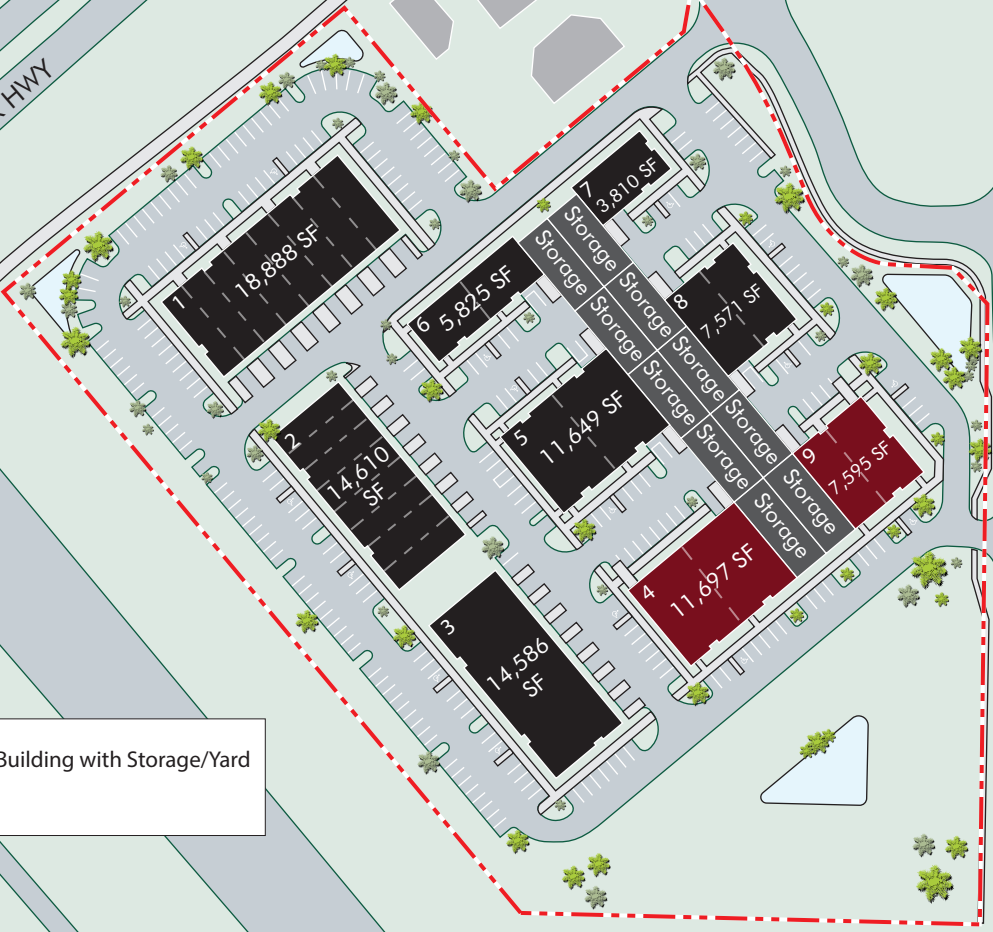 HWY
1
18,888 SF
2
14,610
SF
3
14,586
SF
4
11,697 SF
5
11,649 SF
6
5,825 SF
7
3,810 SF
8
7,571 SF
9
7,595 SF
Storage
Storage
Storage
Storage
Storage
Storage
Storage
Storage
Storage
Storage
Building with Storage/Yard